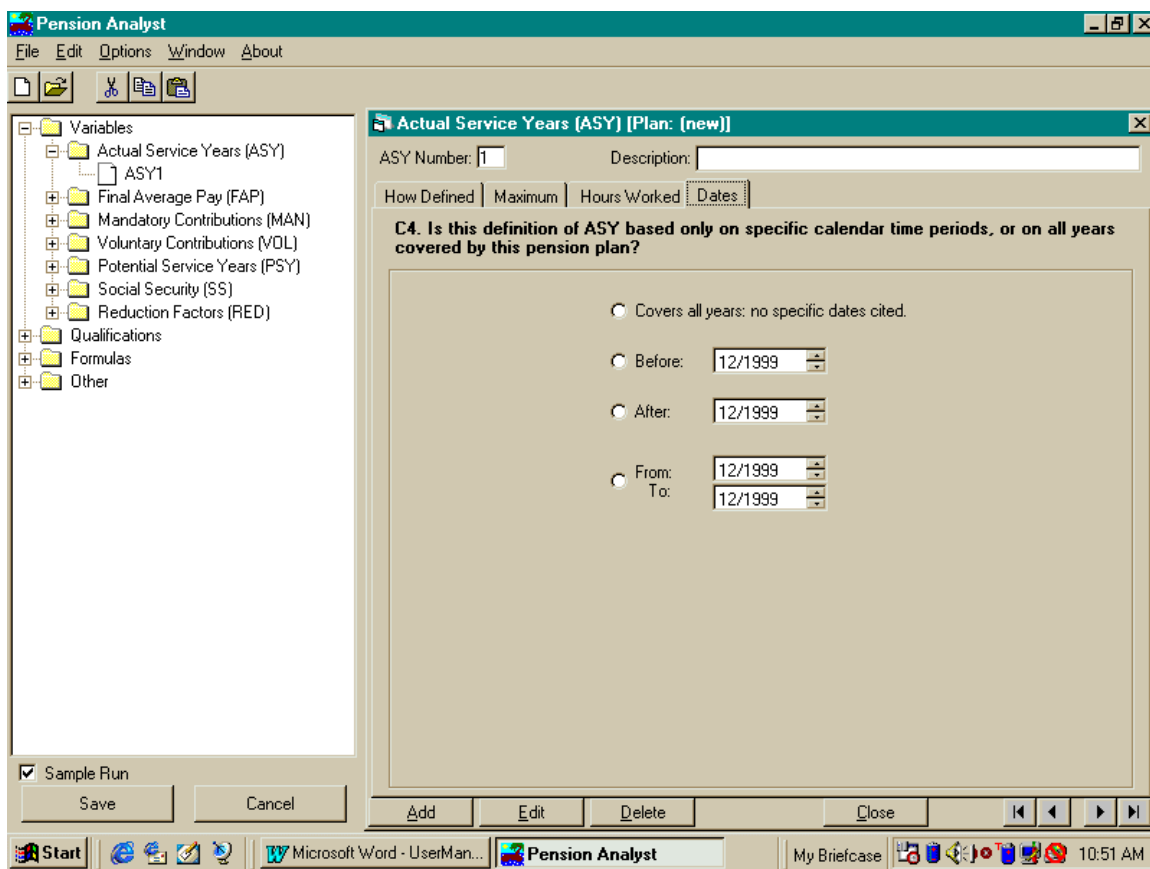 Pension Analyst
File Edit Options Window About
Variables
Actual Service Years (ASY)
ASY1
Final Average Pay (FAP)
Mandatory Contributions (MAN)
Voluntary Contributions (VOL)
Potential Service Years (PSY)
Social Security (SS)
Reduction Factors (RED)
Qualifications
Formulas
Other
Sample Run
Save Cancel
Actual Service Years (ASY) [Plan: (new)]
ASY Number: 1 Description:
How Defined Maximum Hours Worked Dates
C4. Is this definition of ASY based only on specific calendar time periods, or on all years
covered by this pension plan?
Covers all years: no specific dates cited.
Before: 12/1999
After: 12/1999
From: 12/1999
To: 12/1999
Add Edit Delete Close
Start Microsoft Word - UserMan... Pension Analyst My Briefcase 10:51 AM